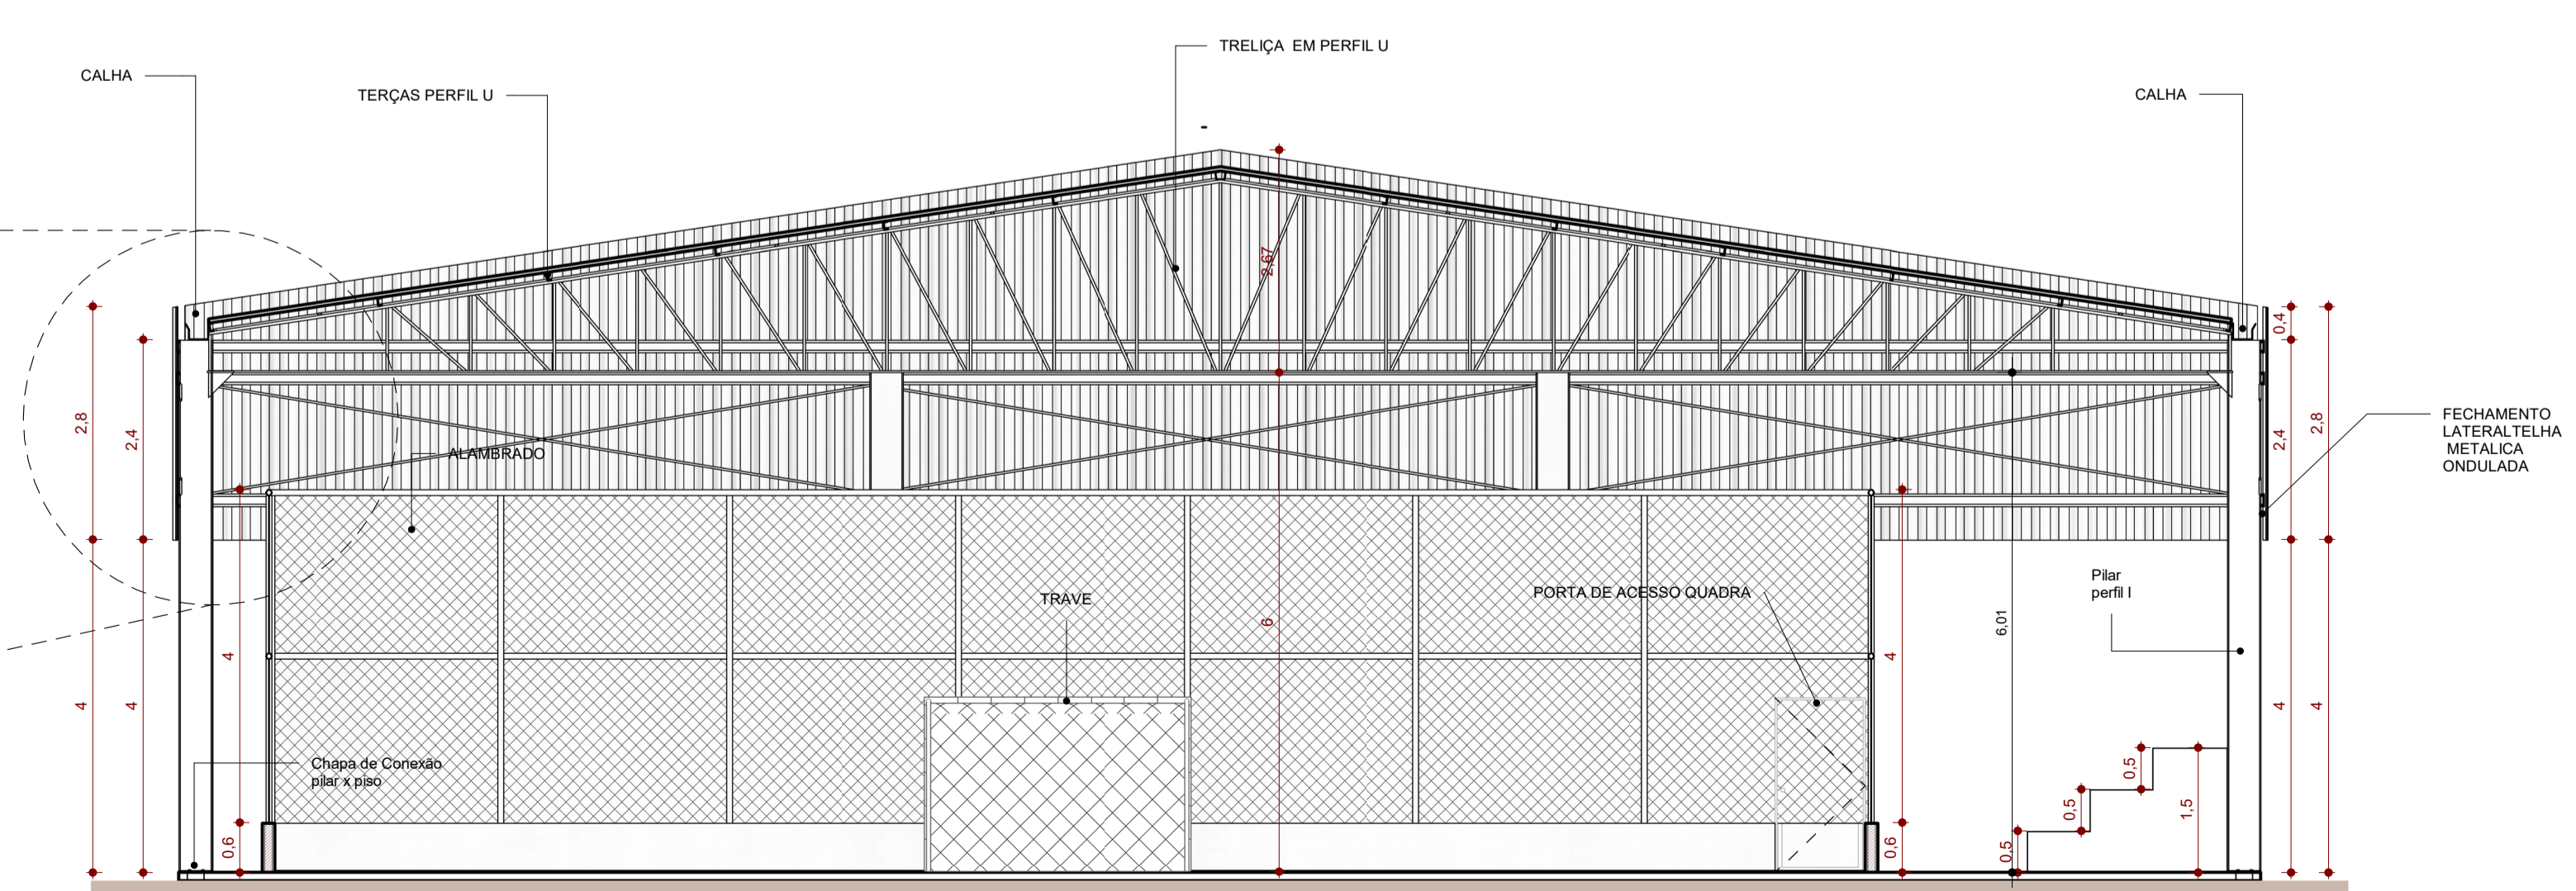 TRELIÇA  EM PERFIL U
CALHA
TERÇAS PERFIL U
CALHA
-
2,67
0,4
2,8
2,4
2,4
2,8
FECHAMENTO
LATERALTELHA
METALICA
ONDULADA
ALAMBRADO
TRAVE
PORTA DE ACESSO QUADRA
Pilar
perfil I
6
6,01
4
4
4
4
4
4
Chapa de Conexão
pilar x piso
0,6
0,6
0,5
0,5
0,5
1,5